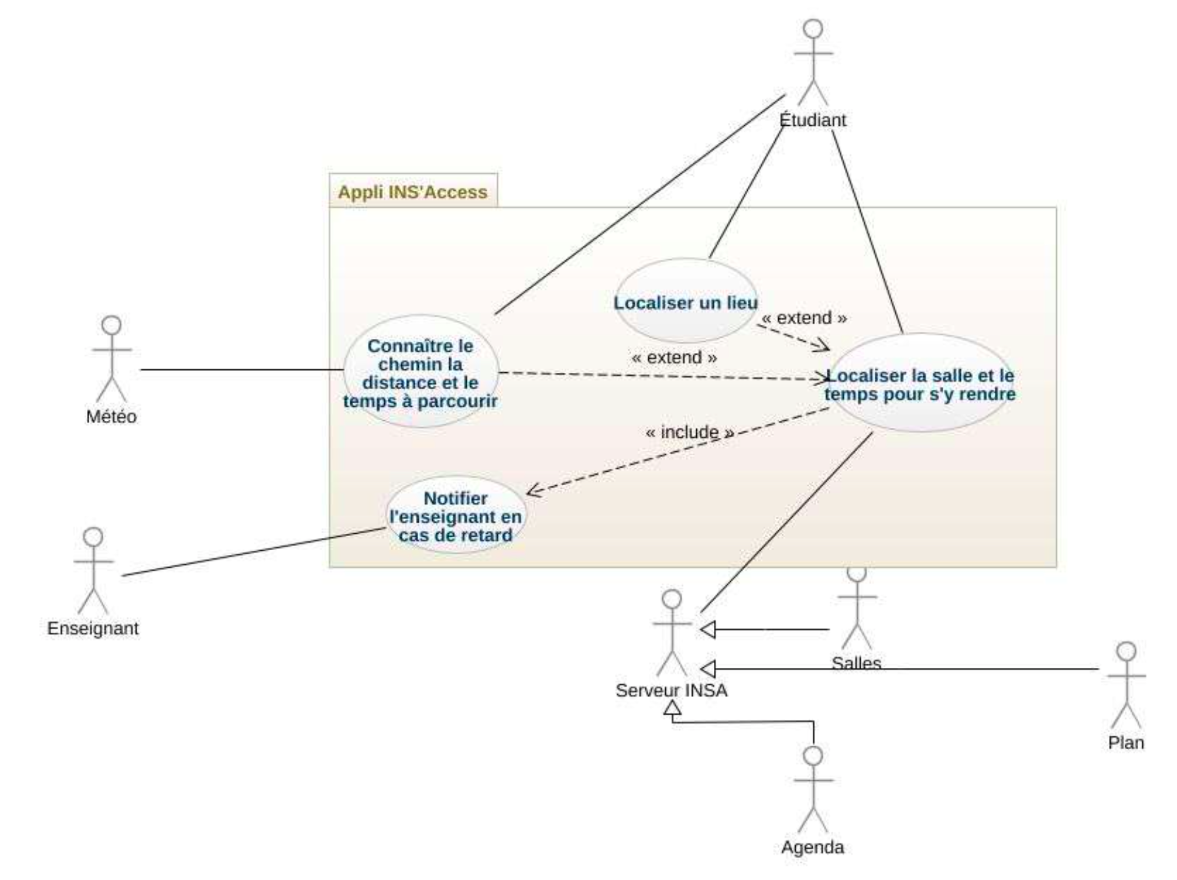 Étudiant
Appli INS'Access
Localiser un lieu
« extend »
Connaître le
chemin la
distance et le
temps à parcourir
« extend »
Localiser la salle et le
temps pour s'y rendre
Météo
« include »
Notifier
l'enseignant en
cas de retard
Enseignant
Salles
Serveur INSA
Plan
Agenda